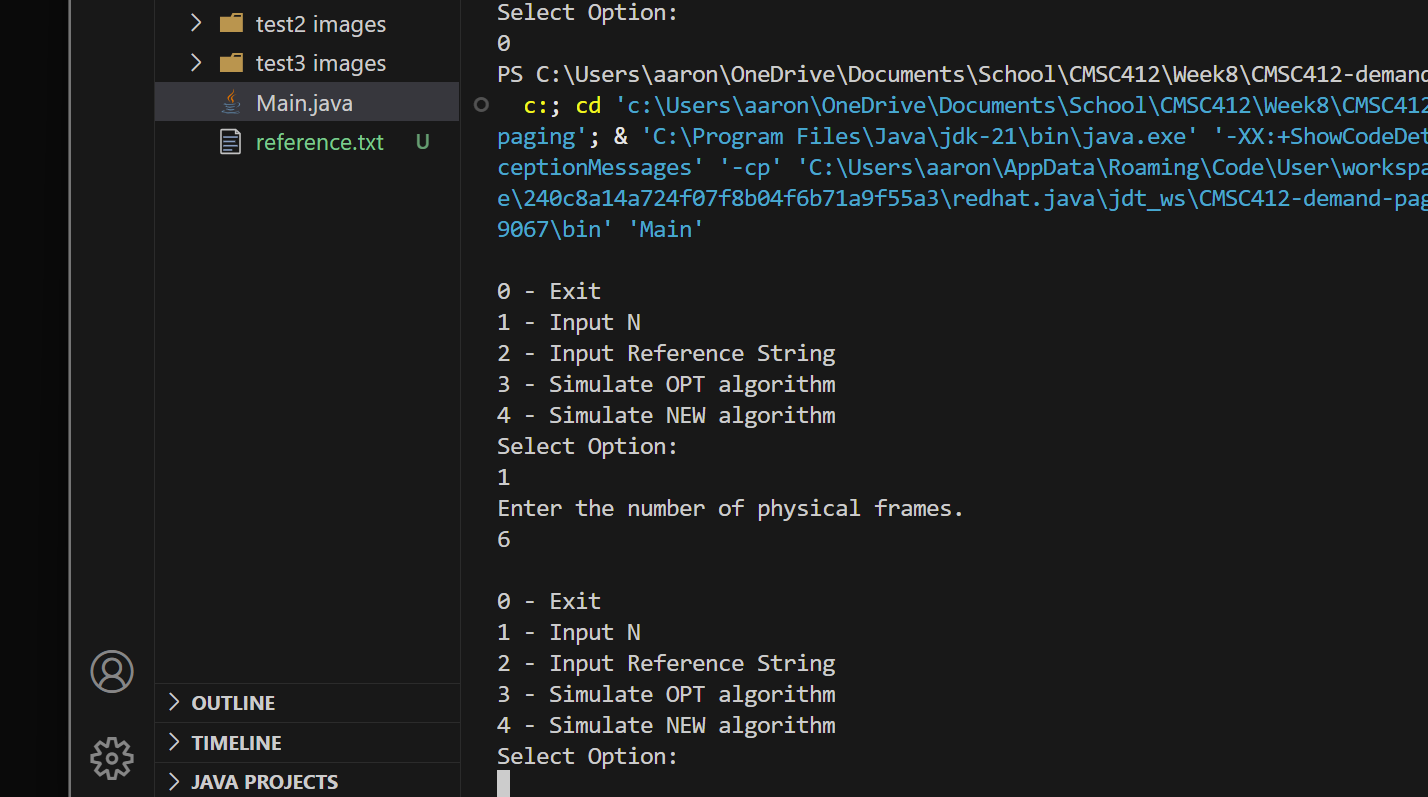 test2 images
test3 images
Main.java
reference.txt U
OUTLINE
TIMELINE
JAVA PROJECTS
Select Option:
0
PS C:\Users\aaron\OneDrive\Documents\School\CMSC412\Week8\CMSC412-demand
c:; cd 'c:\Users\aaron\OneDrive\Documents\School\CMSC412\Week8\CMSC412
paging'; & 'C:\Program Files\Java\jdk-21\bin\java.exe' '-XX:+ShowCodeDet
ceptionMessages' '-cp' 'C:\Users\aaron\AppData\Roaming\Code\User\workspa
e\240c8a14a724f07f8b04f6b71a9f55a3\redhat.java\jdt_ws\CMSC412-demand-pag
9067\bin' 'Main'
0 - Exit
1 - Input N
2 - Input Reference String
3 - Simulate OPT algorithm
4 - Simulate NEW algorithm
Select Option:
1
Enter the number of physical frames.
6
0 - Exit
1 - Input N
2 - Input Reference String
3 - Simulate OPT algorithm
4 - Simulate NEW algorithm
Select Option: